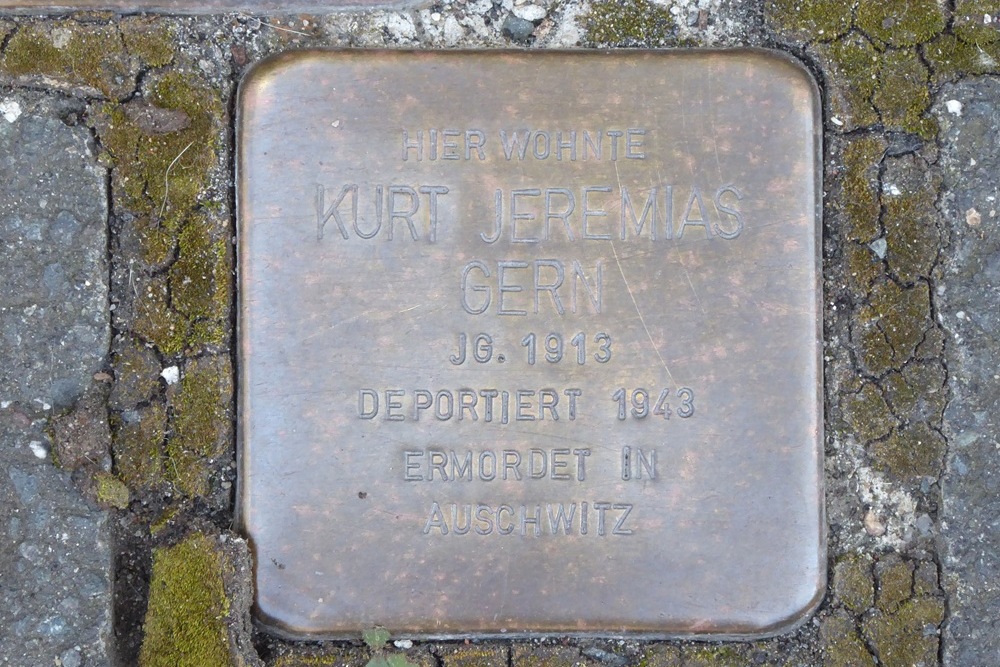 HIER WOHNTE
KURT JEREMIAS
GERN
JG. 1913
DEPORTIERT 1943
ERMORDET IN
AUSCHWITZ